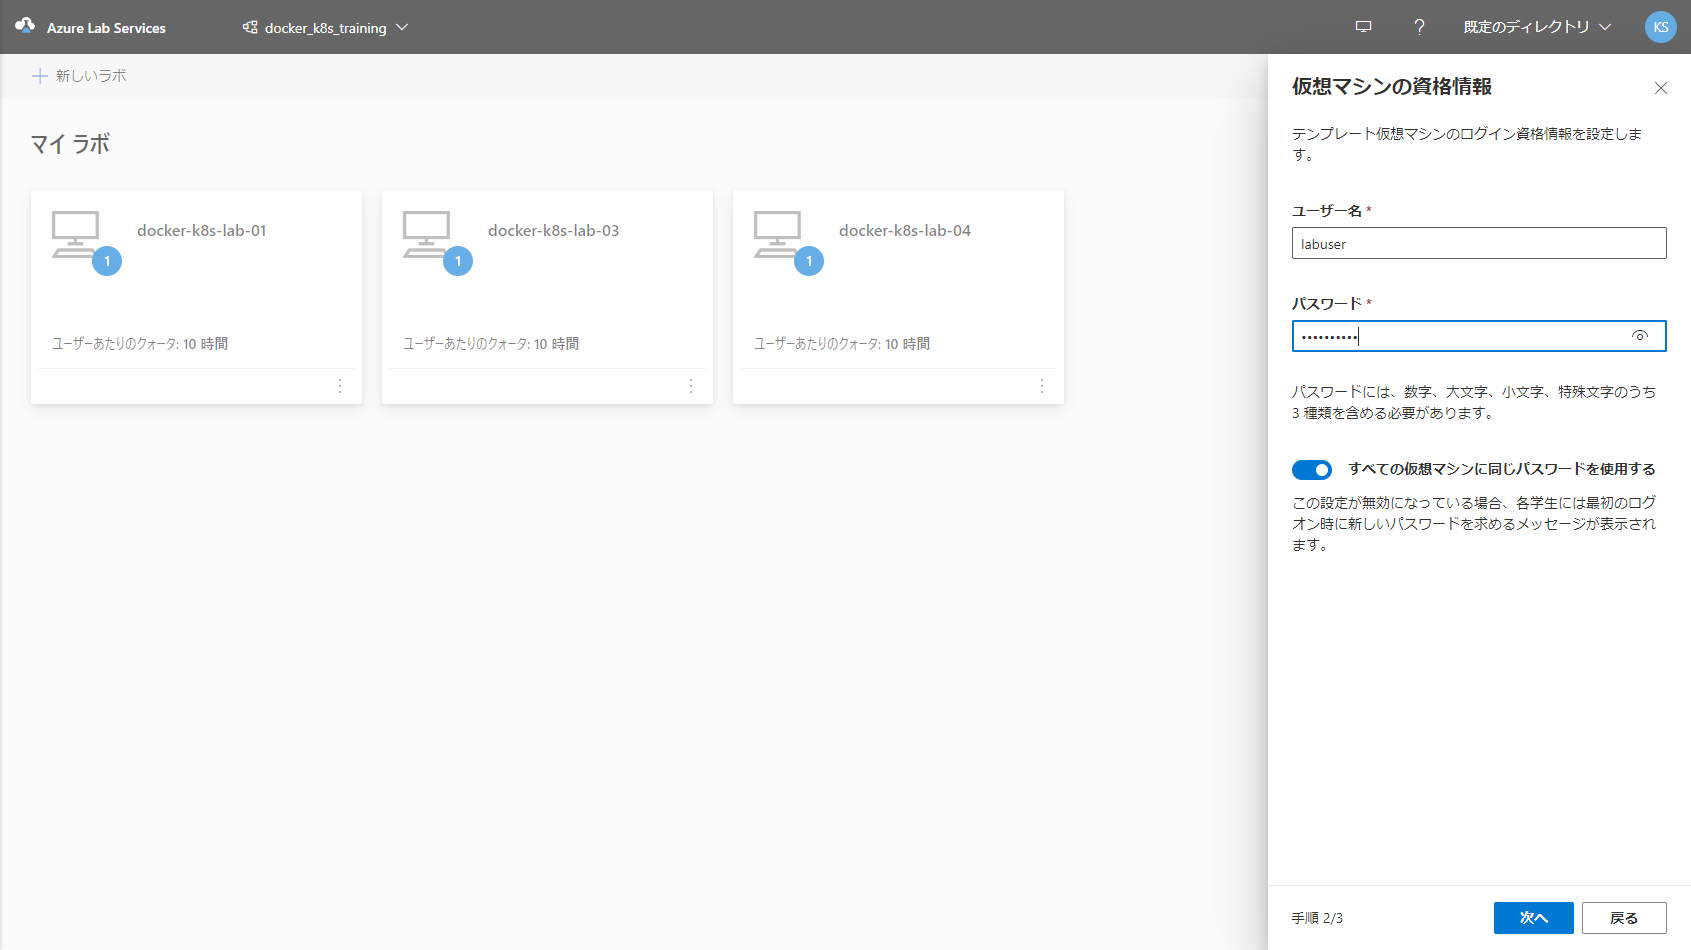 Azure Lab Services
docker_k8s_training
既定のディレクトリ
KS
新しいラボ
マイ ラボ
docker-k8s-lab-01
1
ユーザーあたりのクォータ: 10 時間
docker-k8s-lab-03
1
ユーザーあたりのクォータ: 10 時間
docker-k8s-lab-04
1
ユーザーあたりのクォータ: 10 時間
仮想マシンの資格情報
テンプレート仮想マシンのログイン資格情報を設定しま
す。
ユーザー名 *
labuser
パスワード *
••••••••••
パスワードには、数字、大文字、小文字、特殊文字のうち
3 種類を含める必要があります。
すべての仮想マシンに同じパスワードを使用する
この設定が無効になっている場合、各学生には最初のログ
オン時に新しいパスワードを求めるメッセージが表示され
ます。
手順 2/3
次へ
戻る